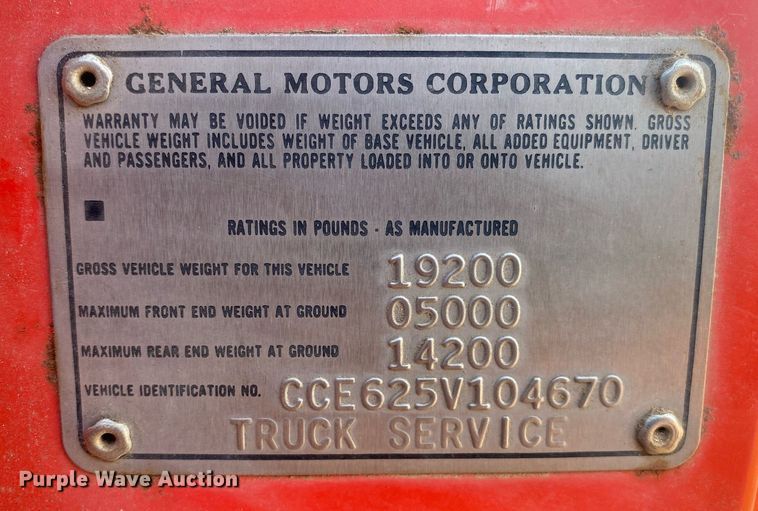 GENERAL MOTORS CORPORATION
WARRANTY MAY BE VOIDED IF WEIGHT EXCEEDS ANY OF RATINGS SHOWN. GROSS
VEHICLE WEIGHT INCLUDES WEIGHT OF BASE VEHICLE, ALL ADDED EQUIPMENT, DRIVER
AND PASSENGERS, AND ALL PROPERTY LOADED INTO OR ONTO VEHICLE.
RATINGS IN POUNDS - AS MANUFACTURED
GROSS VEHICLE WEIGHT FOR THIS VEHICLE 19200
MAXIMUM FRONT END WEIGHT AT GROUND 05000
MAXIMUM REAR END WEIGHT AT GROUND 14200
VEHICLE IDENTIFICATION NO. CCE625V104670
TRUCK SERVICE
Purple Wave Auction